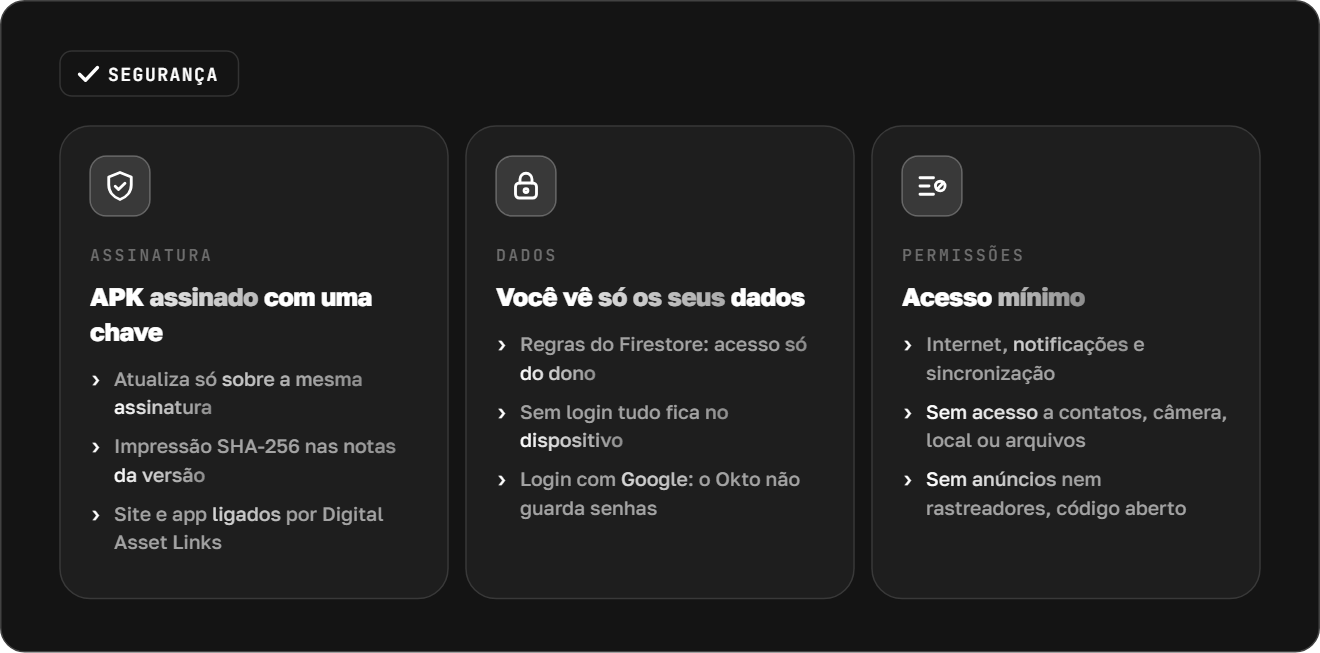 SEGURANÇA
ASSINATURA
APK assinado com uma
chave
› Atualiza só sobre a mesma
assinatura
› Impressão SHA-256 nas notas
da versão
› Site e app ligados por Digital
Asset Links
DADOS
Você vê só os seus dados
› Regras do Firestore: acesso só
do dono
› Sem login tudo fica no
dispositivo
› Login com Google: o Okto não
guarda senhas
PERMISSÕES
Acesso mínimo
› Internet, notificações e
sincronização
› Sem acesso a contatos, câmera,
local ou arquivos
› Sem anúncios nem
rastreadores, código aberto